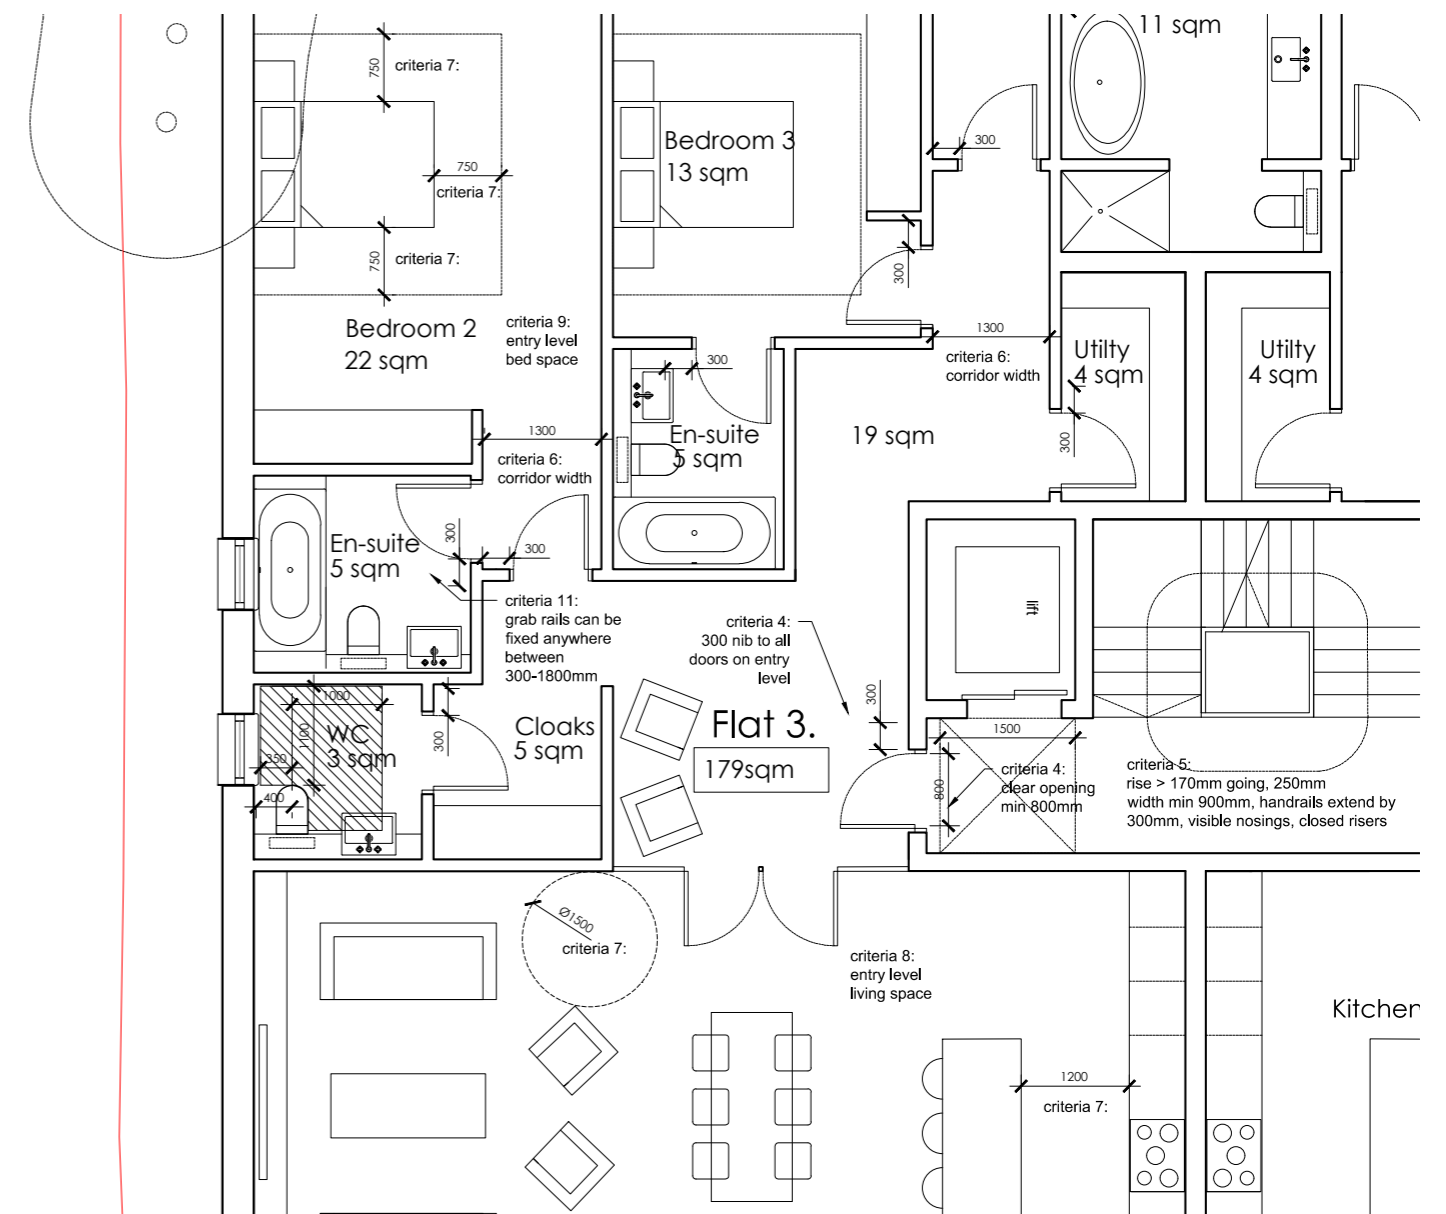 11 sqm
750
criteria 7:
300
Bedroom 3
13 sqm
750
criteria 7:
750
criteria 7:
300
Bedroom 2
22 sqm
criteria 9:
entry level
bed space
1300
criteria 6:
corridor width
Utilty
4 sqm
Utilty
4 sqm
300
1300
criteria 6:
corridor width
En-suite
5 sqm
19 sqm
300
En-suite
5 sqm
300
300
lift
criteria 11:
grab rails can be
fixed anywhere
between
300-1800mm
criteria 4:
300 nib to all
doors on entry
level
300
1000
WC
3 sqm
1100
350
400
300
Cloaks
5 sqm
Flat 3.
179sqm
1500
800
criteria 4:
clear opening
min 800mm
criteria 5:
rise > 170mm going, 250mm
width min 900mm, handrails extend by
300mm, visible nosings, closed risers
Ø1500
criteria 7:
criteria 8:
entry level
living space
Kitchen
1200
criteria 7: